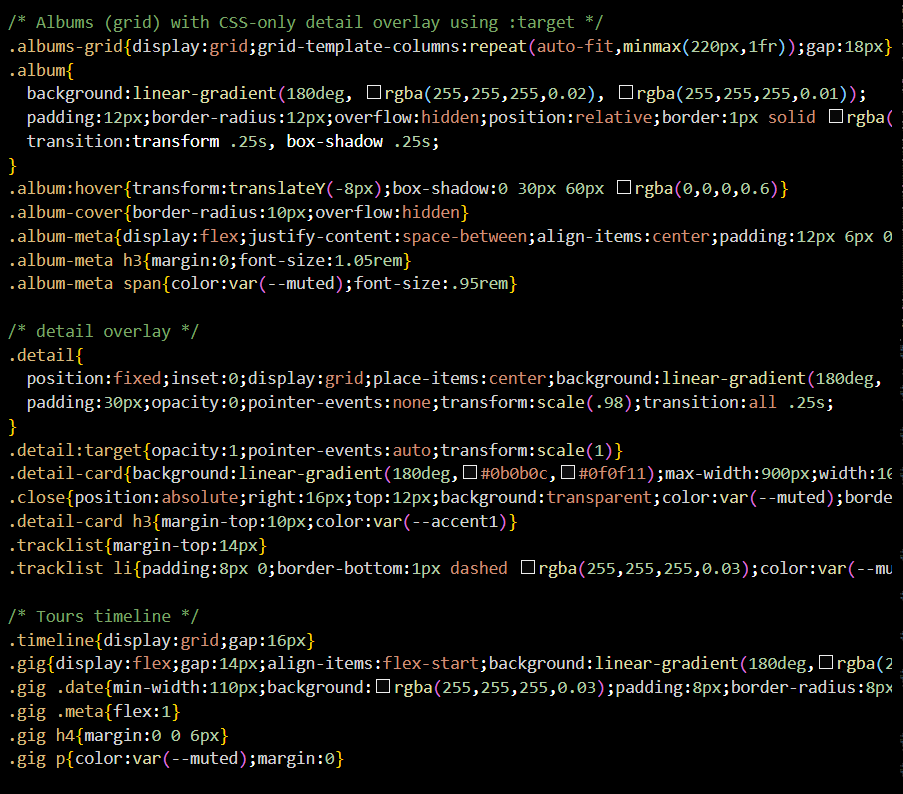 /* Albums (grid) with CSS-only detail overlay using :target */
.albums-grid{display:grid;grid-template-columns:repeat(auto-fit,minmax(220px,1fr));gap:18px}
.album{
  background:linear-gradient(180deg, rgba(255,255,255,0.02), rgba(255,255,255,0.01));
  padding:12px;border-radius:12px;overflow:hidden;position:relative;border:1px solid rgba(
  transition:transform .25s, box-shadow .25s;
}
.album:hover{transform:translateY(-8px);box-shadow:0 30px 60px rgba(0,0,0,0.6)}
.album-cover{border-radius:10px;overflow:hidden}
.album-meta{display:flex;justify-content:space-between;align-items:center;padding:12px 6px 0
.album-meta h3{margin:0;font-size:1.05rem}
.album-meta span{color:var(--muted);font-size:.95rem}

/* detail overlay */
.detail{
  position:fixed;inset:0;display:grid;place-items:center;background:linear-gradient(180deg,
  padding:30px;opacity:0;pointer-events:none;transform:scale(.98);transition:all .25s;
}
.detail:target{opacity:1;pointer-events:auto;transform:scale(1)}
.detail-card{background:linear-gradient(180deg,#0b0b0c,#0f0f11);max-width:900px;width:10
.close{position:absolute;right:16px;top:12px;background:transparent;color:var(--muted);borde
.detail-card h3{margin-top:10px;color:var(--accent1)}
.tracklist{margin-top:14px}
.tracklist li{padding:8px 0;border-bottom:1px dashed rgba(255,255,255,0.03);color:var(--mu

/* Tours timeline */
.timeline{display:grid;gap:16px}
.gig{display:flex;gap:14px;align-items:flex-start;background:linear-gradient(180deg,rgba(2
.gig .date{min-width:110px;background:rgba(255,255,255,0.03);padding:8px;border-radius:8px
.gig .meta{flex:1}
.gig h4{margin:0 0 6px}
.gig p{color:var(--muted);margin:0}